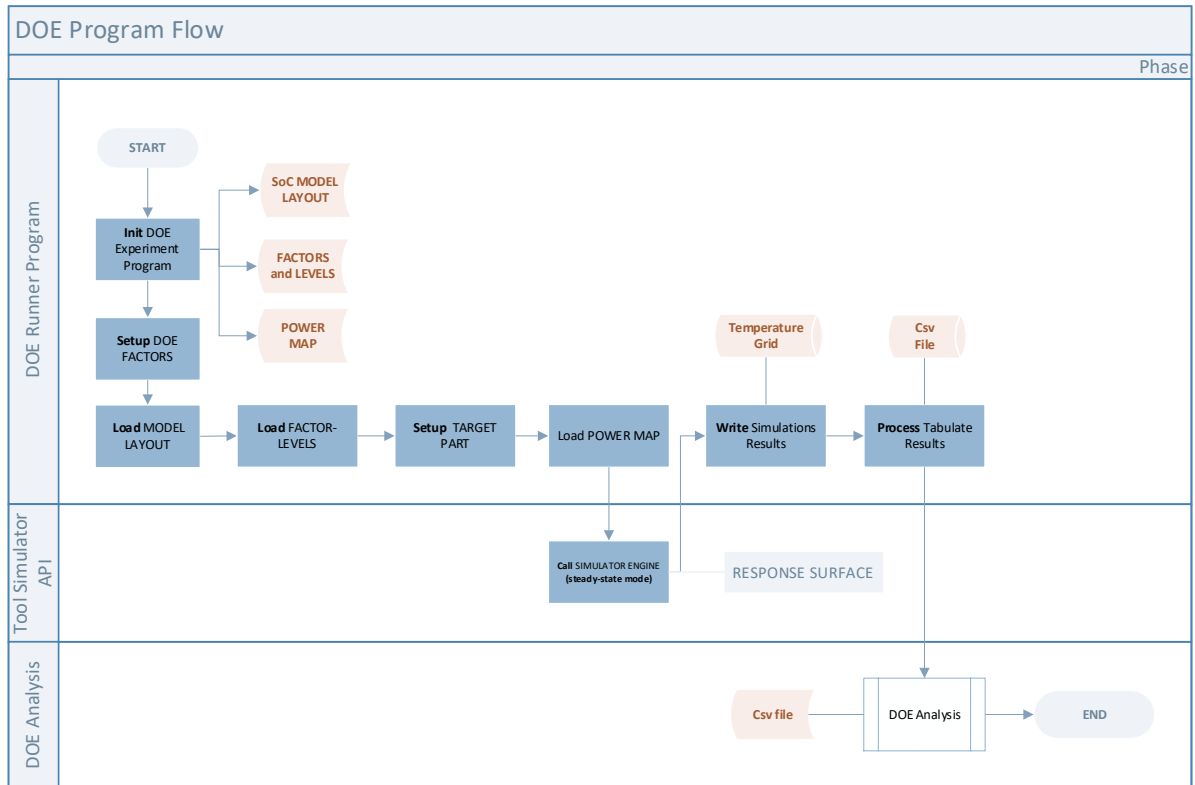 DOE Program Flow
Phase
DOE Runner Program
START
SoC MODEL
LAYOUT
Init DOE
Experiment
Program
FACTORS
and LEVELS
POWER
MAP
Setup DOE
FACTORS
Temperature
Grid
Csv
File
Load MODEL
LAYOUT
Load FACTOR-
LEVELS
Setup TARGET
PART
Load POWER MAP
Write Simulations
Results
Process Tabulate
Results
Tool Simulator
API
Call SIMULATOR ENGINE
(steady-state mode)
RESPONSE SURFACE
DOE Analysis
Csv file
DOE Analysis
END